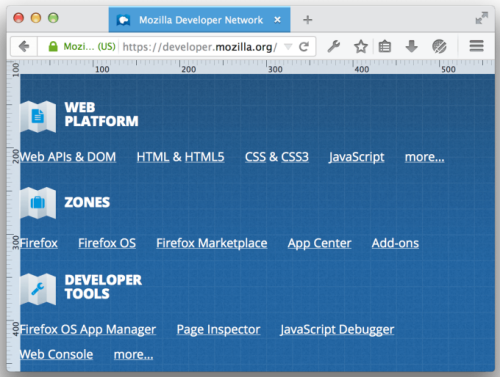 Mozilla Developer Network
Mozi... (US) https://developer.mozilla.org/
100 200 300 400 500
100
WEB
PLATFORM
200
Web APIs & DOM HTML & HTML5 CSS & CSS3 JavaScript more...
ZONES
300
Firefox Firefox OS Firefox Marketplace App Center Add-ons
DEVELOPER
TOOLS
400
Firefox OS App Manager Page Inspector JavaScript Debugger
Web Console more...